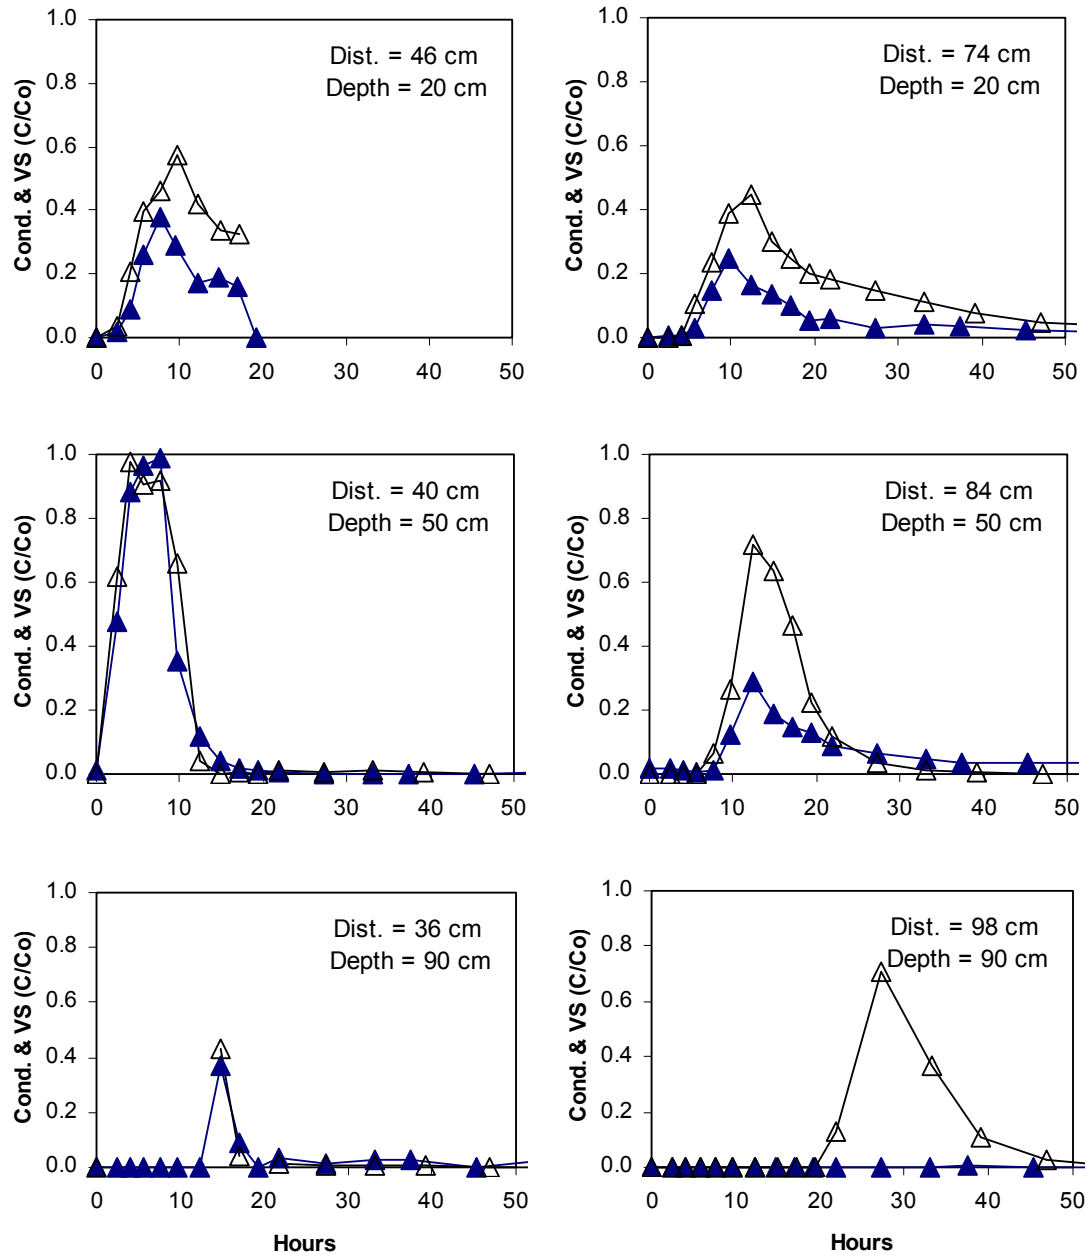 Cond. & VS (C/Co)
1.0
0.8
0.6
0.4
0.2
0.0
0 10 20 30 40 50
Dist. = 46 cm
Depth = 20 cm
Cond. & VS (C/Co)
1.0
0.8
0.6
0.4
0.2
0.0
0 10 20 30 40 50
Dist. = 74 cm
Depth = 20 cm
Cond. & VS (C/Co)
1.0
0.8
0.6
0.4
0.2
0.0
0 10 20 30 40 50
Dist. = 40 cm
Depth = 50 cm
Cond. & VS (C/Co)
1.0
0.8
0.6
0.4
0.2
0.0
0 10 20 30 40 50
Dist. = 84 cm
Depth = 50 cm
Cond. & VS (C/Co)
1.0
0.8
0.6
0.4
0.2
0.0
0 10 20 30 40 50
Dist. = 36 cm
Depth = 90 cm
Hours
Cond. & VS (C/Co)
1.0
0.8
0.6
0.4
0.2
0.0
0 10 20 30 40 50
Dist. = 98 cm
Depth = 90 cm
Hours